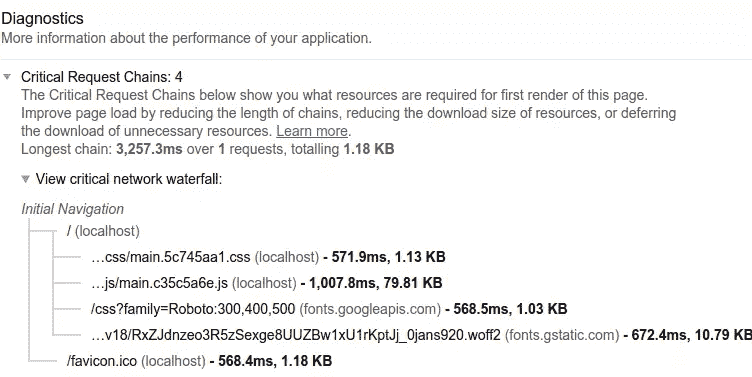 Diagnostics
More information about the performance of your application.
Critical Request Chains: 4
The Critical Request Chains below show you what resources are required for first render of this page.
Improve page load by reducing the length of chains, reducing the download size of resources, or deferring
the download of unnecessary resources. Learn more.
Longest chain: 3,257.3ms over 1 requests, totalling 1.18 KB
View critical network waterfall:
Initial Navigation
/ (localhost)
…css/main.5c745aa1.css (localhost) - 571.9ms, 1.13 KB
…js/main.c35c5a6e.js (localhost) - 1,007.8ms, 79.81 KB
/css?family=Roboto:300,400,500 (fonts.googleapis.com) - 568.5ms, 1.03 KB
…v18/RxZJdnzeo3R5zSexge8UUZBw1xU1rKptJj_0jans920.woff2 (fonts.gstatic.com) - 672.4ms, 10.79 KB
/favicon.ico (localhost) - 568.4ms, 1.18 KB